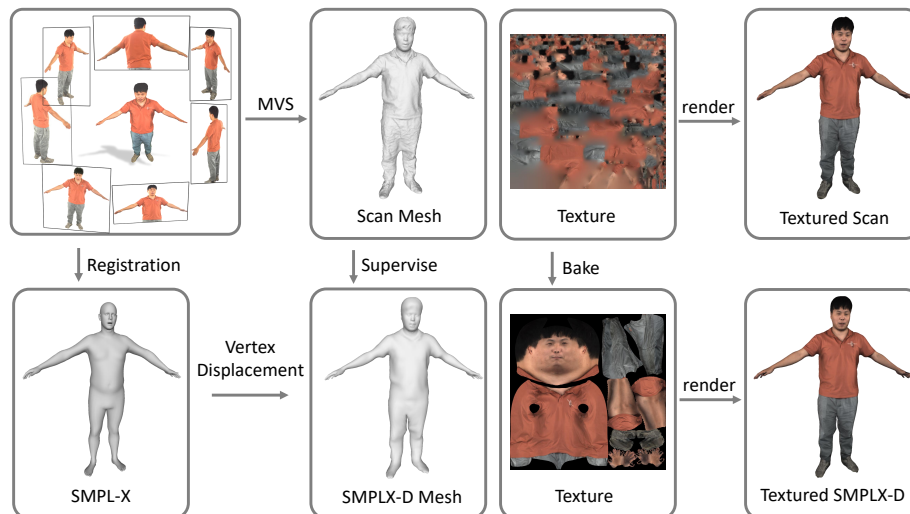 MVS
render
Scan Mesh
Texture
Textured Scan
Registration
Supervise
Bake
Vertex
Displacement
render
SMPL-X
SMPLX-D Mesh
Texture
Textured SMPLX-D